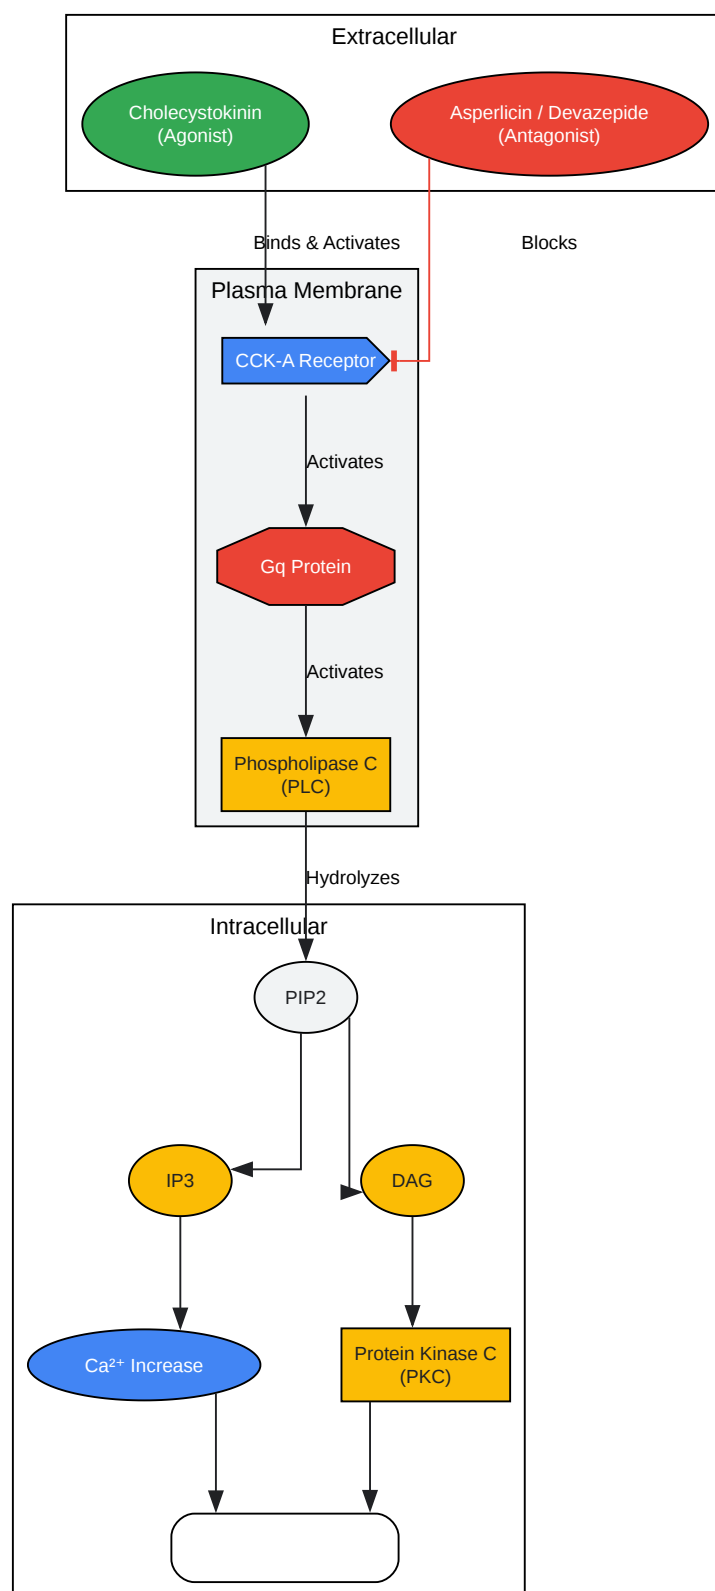 Extracellular
Cholecystokinin
(Agonist)
Asperlicin / Devazepide
(Antagonist)
Binds & Activates
Blocks
Plasma Membrane
CCK-A Receptor
Activates
Gq Protein
Activates
Phospholipase C
(PLC)
Hydrolyzes
Intracellular
PIP2
IP3
DAG
Ca²⁺ Increase
Protein Kinase C
(PKC)